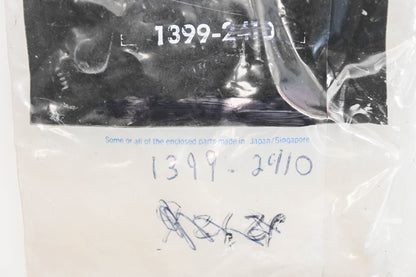 1399-2410
Some or all of the enclosed parts made in Japan/Singapore
1399-2410